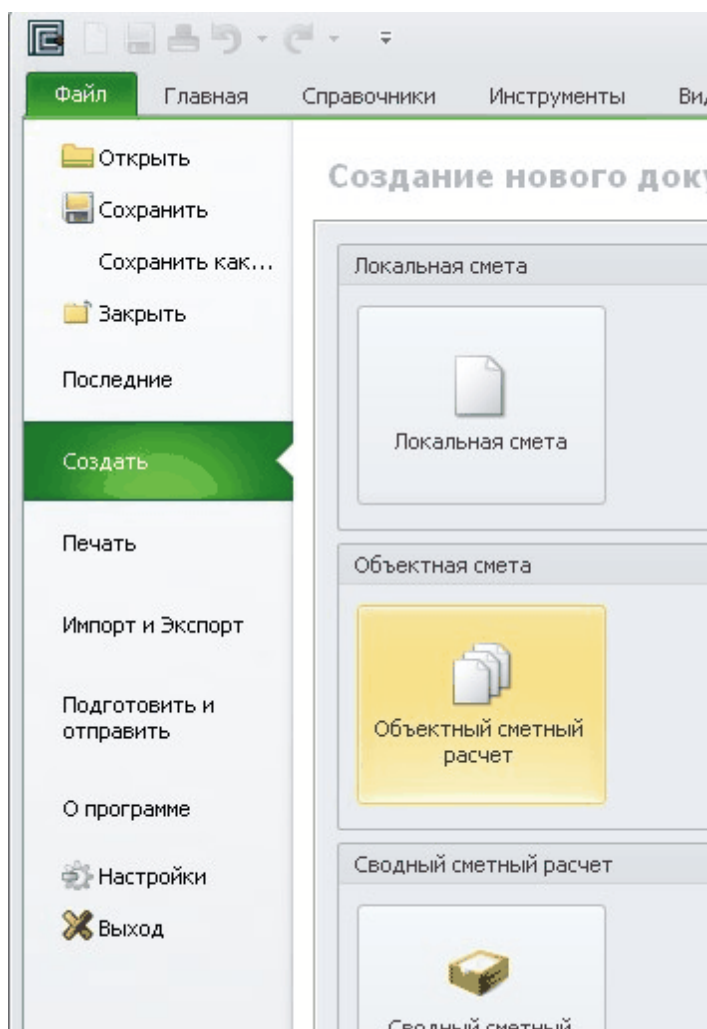 Файл Главная Справочники Инструменты
Открыть
Сохранить
Сохранить как...
Закрыть
Последние
Создать
Печать
Импорт и Экспорт
Подготовить и
отправить
О программе
Настройки
Выход
Создание нового
Локальная смета
Локальная смета
Объектная смета
Объектный сметный
расчет
Сводный сметный расчет
Сводный сметный